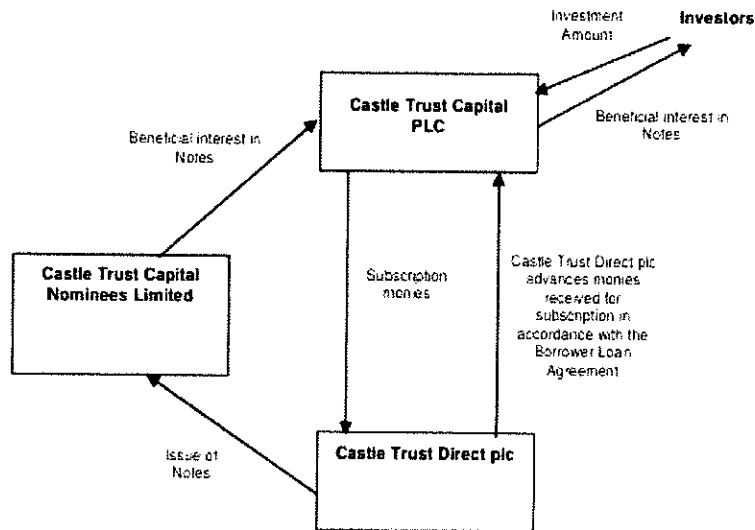 Investment
Amount
Investors
Castle Trust Capital
PLC
Beneficial interest in
Notes
Beneficial interest in
Notes
Castle Trust Capital
Nominees Limited
Subscription
monies
Castle Trust Direct plc
advances monies
received for
subscription in
accordance with the
Borrower Loan
Agreement
Issue of
Notes
Castle Trust Direct plc